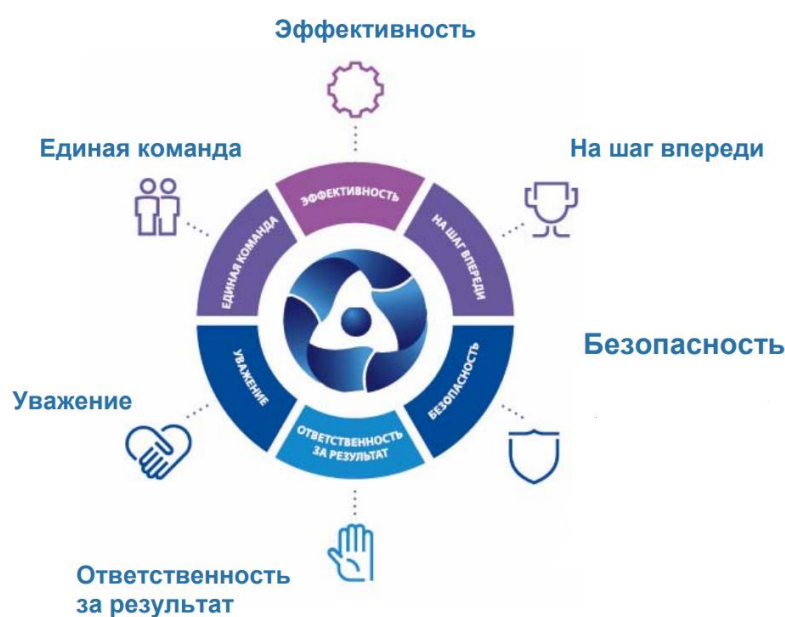 Эффективность
Единая команда
На шаг впереди
ЭФФЕКТИВНОСТЬ
ЕДИНАЯ КОМАНДА
НА ШАГ ВПЕРЕДИ
Безопасность
УВАЖЕНИЕ
БЕЗОПАСНОСТЬ
Уважение
ОТВЕТСТВЕННОСТЬ
ЗА РЕЗУЛЬТАТ
Ответственность
за результат